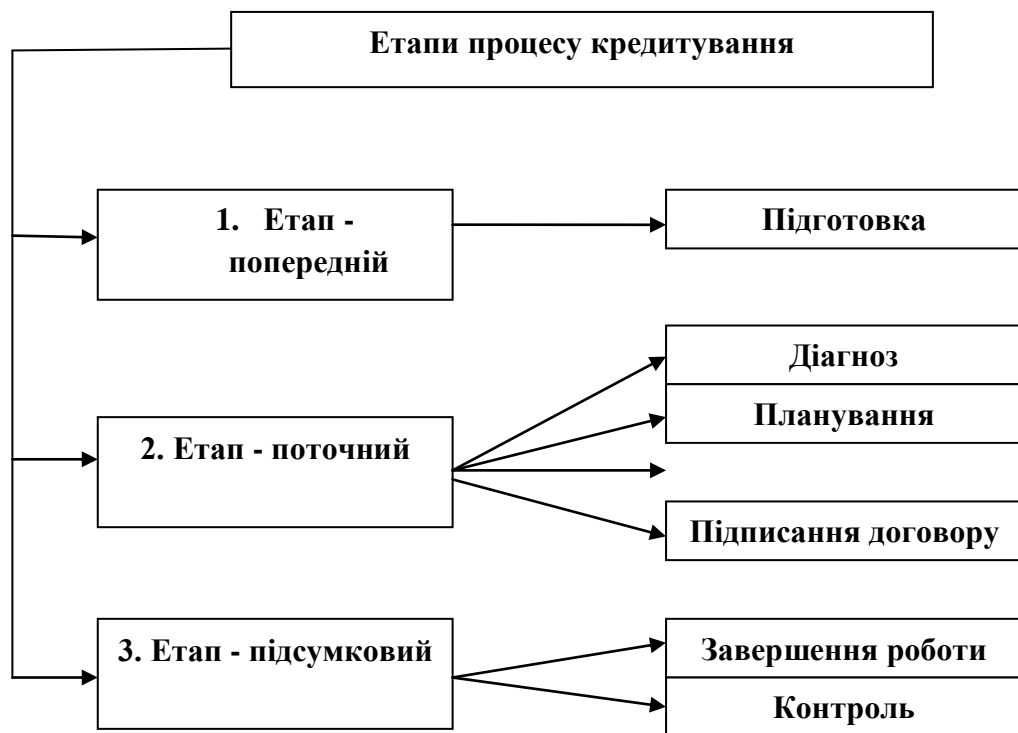 Етапи процесу кредитування
1. Етап -
попередній
Підготовка
Діагноз
Планування
2. Етап - поточний
Підписання договору
3. Етап - підсумковий
Завершення роботи
Контроль